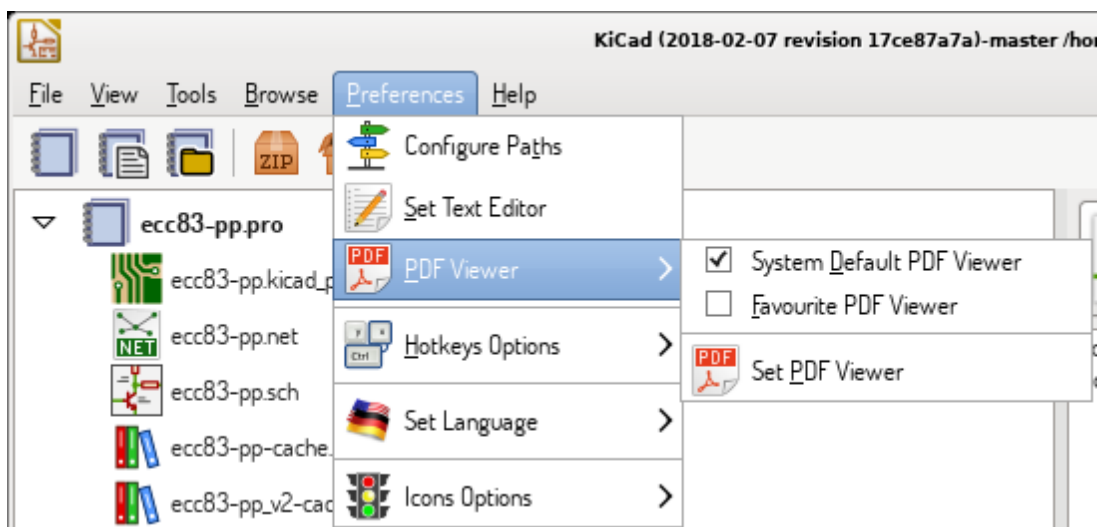 KiCad (2018-02-07 revision 17ce87a7a)-master /hor
File View Tools Browse Preferences Help
ZIP
Configure Paths
Set Text Editor
PDF PDF Viewer
System Default PDF Viewer
Favourite PDF Viewer
PDF Set PDF Viewer
Ctrl Hotkeys Options
Set Language
Icons Options
ecc83-pp.pro
ecc83-pp.kicad_p
NET ecc83-pp.net
ecc83-pp.sch
ecc83-pp-cache.
ecc83-pp_v2-cac